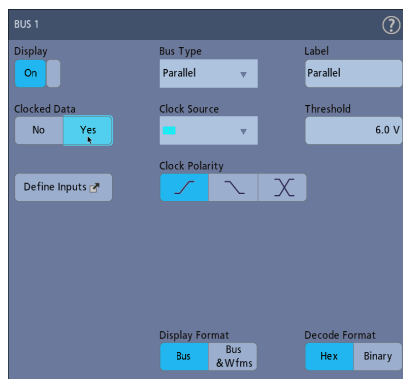 BUS 1
?
Display
Bus Type
Label
On
Parallel
Parallel
Clocked Data
Clock Source
Threshold
No
Yes
6.0 V
Clock Polarity
Define Inputs
Display Format
Decode Format
Bus
Bus
&Wfms
Hex
Binary